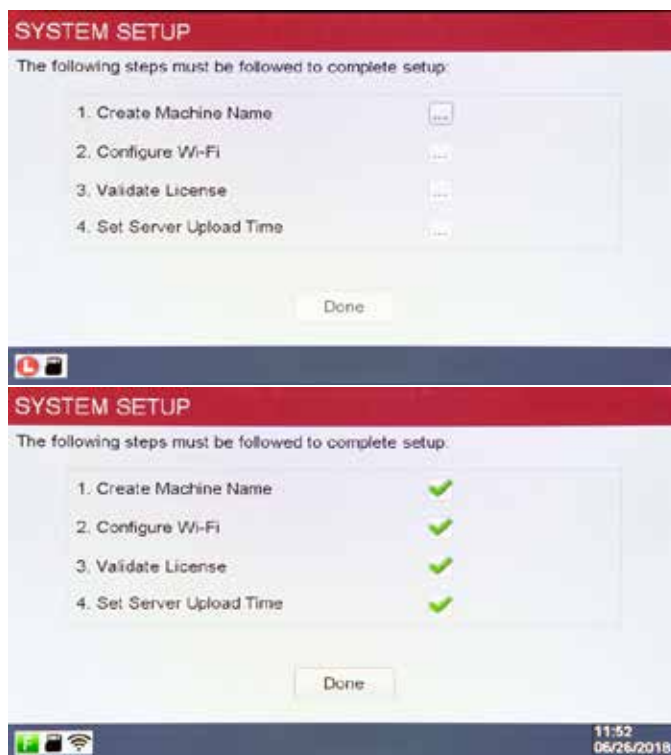 SYSTEM SETUP
The following steps must be followed to complete setup:
1. Create Machine Name ...
2. Configure Wi-Fi ...
3. Validate License ...
4. Set Server Upload Time ...
Done
L
SYSTEM SETUP
The following steps must be followed to complete setup.
1. Create Machine Name
2. Configure Wi-Fi
3. Validate License
4. Set Server Upload Time
Done
F
11:52
06/26/2018